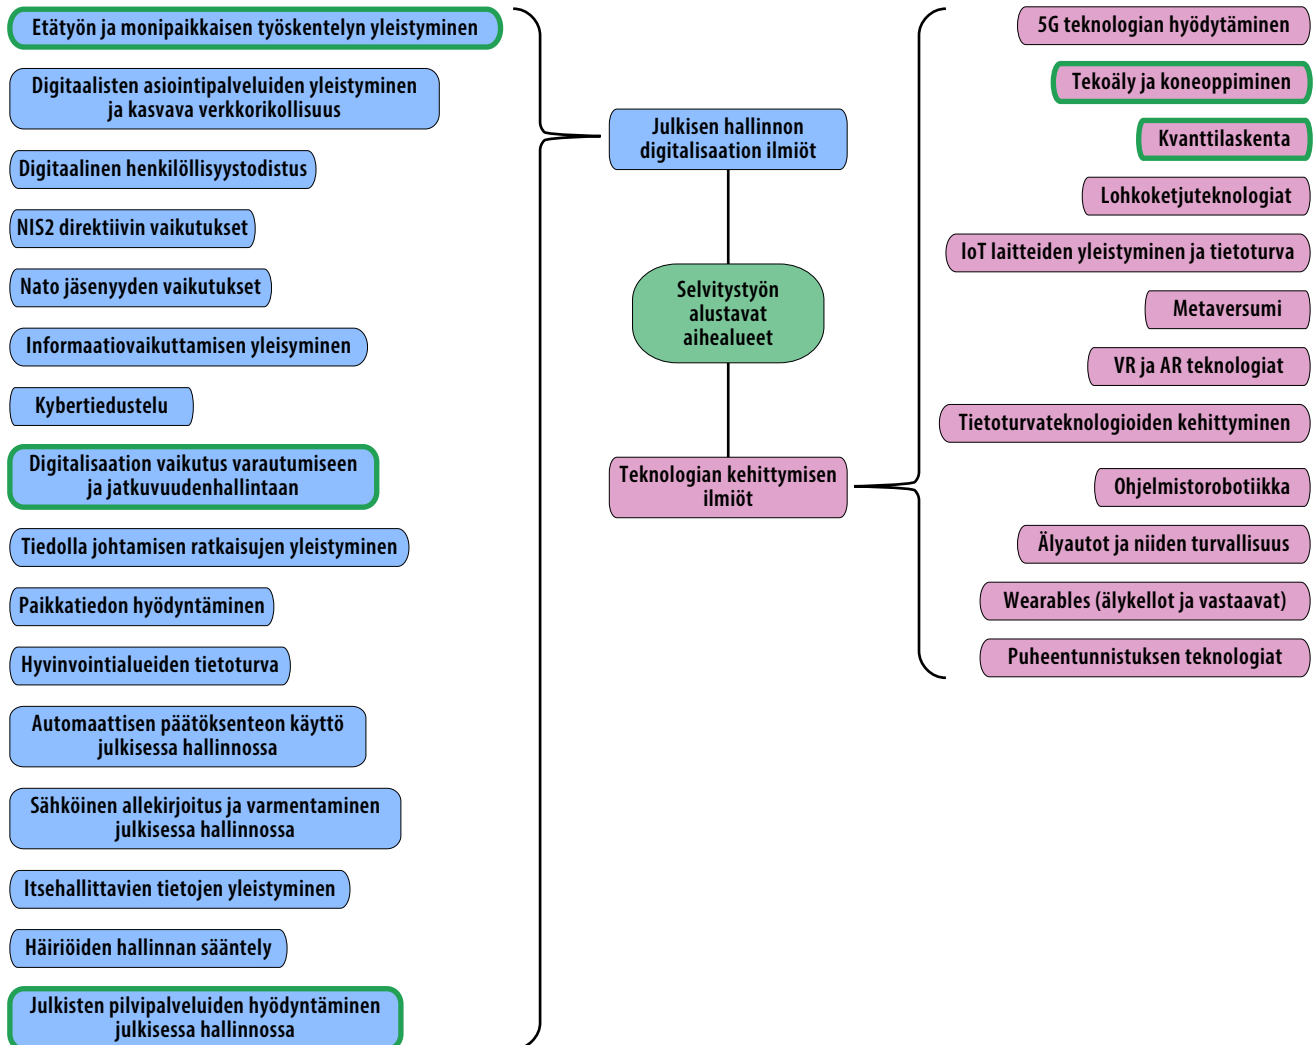 Etätyön ja monipaikkaisen työskentelyn yleistyminen
Digitaalisten asiointipalveluiden yleistyminen
ja kasvava verkkorikollisuus
Digitaalinen henkilöllisyystodistus
NIS2 direktiivin vaikutukset
Nato jäsenyyden vaikutukset
Informaatiovaikuttamisen yleisyminen
Kybertiedustelu
Digitalisaation vaikutus varautumiseen
ja jatkuvuudenhallintaan
Tiedolla johtamisen ratkaisujen yleistyminen
Paikkatiedon hyödyntäminen
Hyvinvointialueiden tietoturva
Automaattisen päätöksenteon käyttö
julkisessa hallinnossa
Sähköinen allekirjoitus ja varmentaminen
julkisessa hallinnossa
Itsehallittavien tietojen yleistyminen
Häiriöiden hallinnan sääntely
Julkisten pilvipalveluiden hyödyntäminen
julkisessa hallinnossa
Julkisen hallinnon
digitalisaation ilmiöt
Selvitystyön
alustavat
aihealueet
Teknologian kehittymisen
ilmiöt
5G teknologian hyödytäminen
Tekoäly ja koneoppiminen
Kvanttilaskenta
Lohkoketjuteknologiat
IoT laitteiden yleistyminen ja tietoturva
Metaversumi
VR ja AR teknologiat
Tietoturvateknologioiden kehittyminen
Ohjelmistorobotiikka
Älyautot ja niiden turvallisuus
Wearables (älykellot ja vastaavat)
Puheentunnistuksen teknologiat